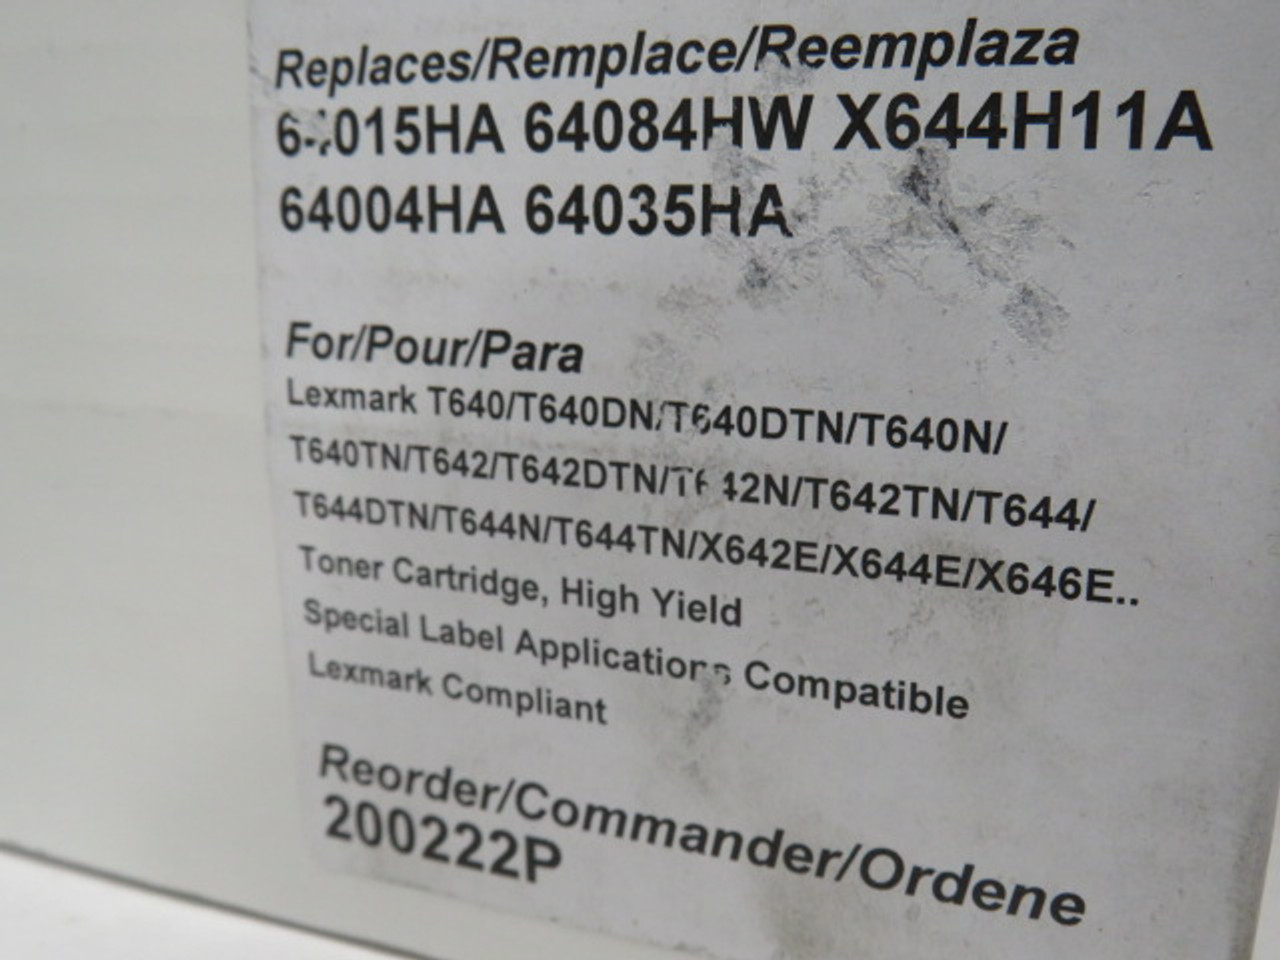 Replaces/Remplace/Reemplaza
64015HA 64084HW X644H11A
64004HA 64035HA
For/Pour/Para
Lexmark T640/T640DN/T640DTN/T640N/
T640TN/T642/T642DTN/T642N/T642TN/T644/
T644DTN/T644N/T644TN/X642E/X644E/X646E..
Toner Cartridge, High Yield
Special Label Applications Compatible
Lexmark Compliant
Reorder/Commander/Ordene
200222P